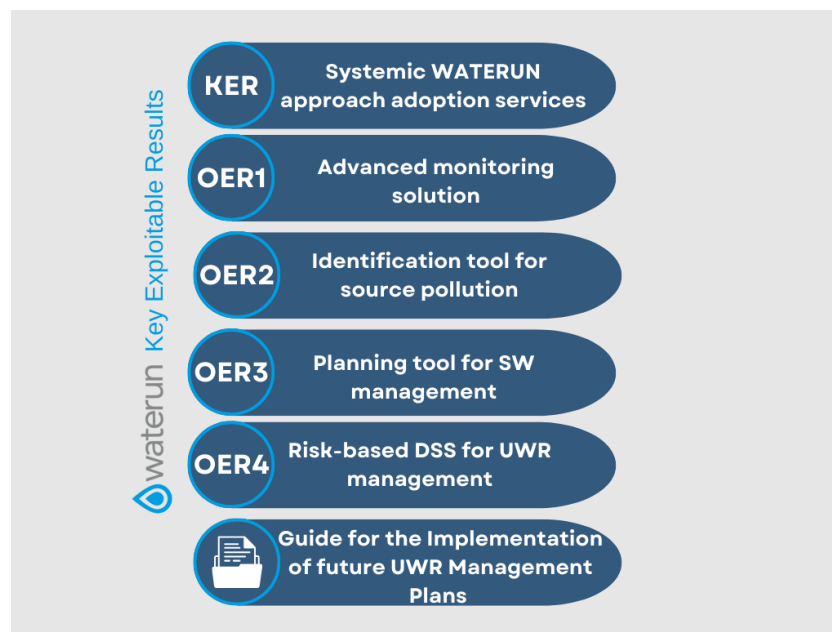 waterun Key Exploitable Results
KER
Systemic WATERUN
approach adoption services
OER1
Advanced monitoring
solution
OER2
Identification tool for
source pollution
OER3
Planning tool for SW
management
OER4
Risk-based DSS for UWR
management
Guide for the Implementation
of future UWR Management
Plans